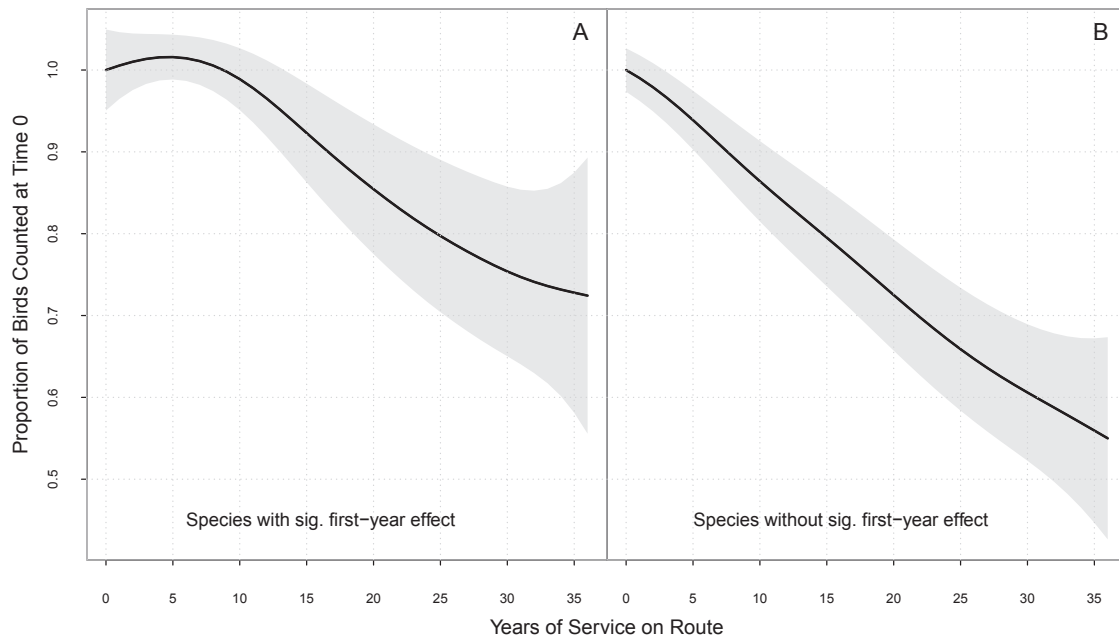 A
B
Proportion of Birds Counted at Time 0
1.0
0.9
0.8
0.7
0.6
0.5
Species with sig. first−year effect
Species without sig. first−year effect
0 5 10 15 20 25 30 35
0 5 10 15 20 25 30 35
Years of Service on Route